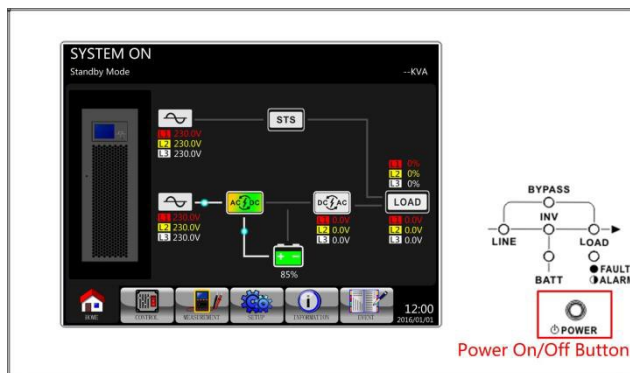 SYSTEM ON
Standby Mode
--KVA
STS
L1 230.0V
L2 230.0V
L3 230.0V
L1 0%
L2 0%
L3 0%
AC DC
DC AC
LOAD
L1 230.0V
L2 230.0V
L3 230.0V
L1 0.0V
L2 0.0V
L3 0.0V
L1 0.0V
L2 0.0V
L3 0.0V
85%
HOME
CONTROL
MEASUREMENT
SETUP
INFORMATION
EVENT
12:00
2016/01/01
BYPASS
INV
LINE
LOAD
BATT
FAULT
ALARM
POWER
Power On/Off Button